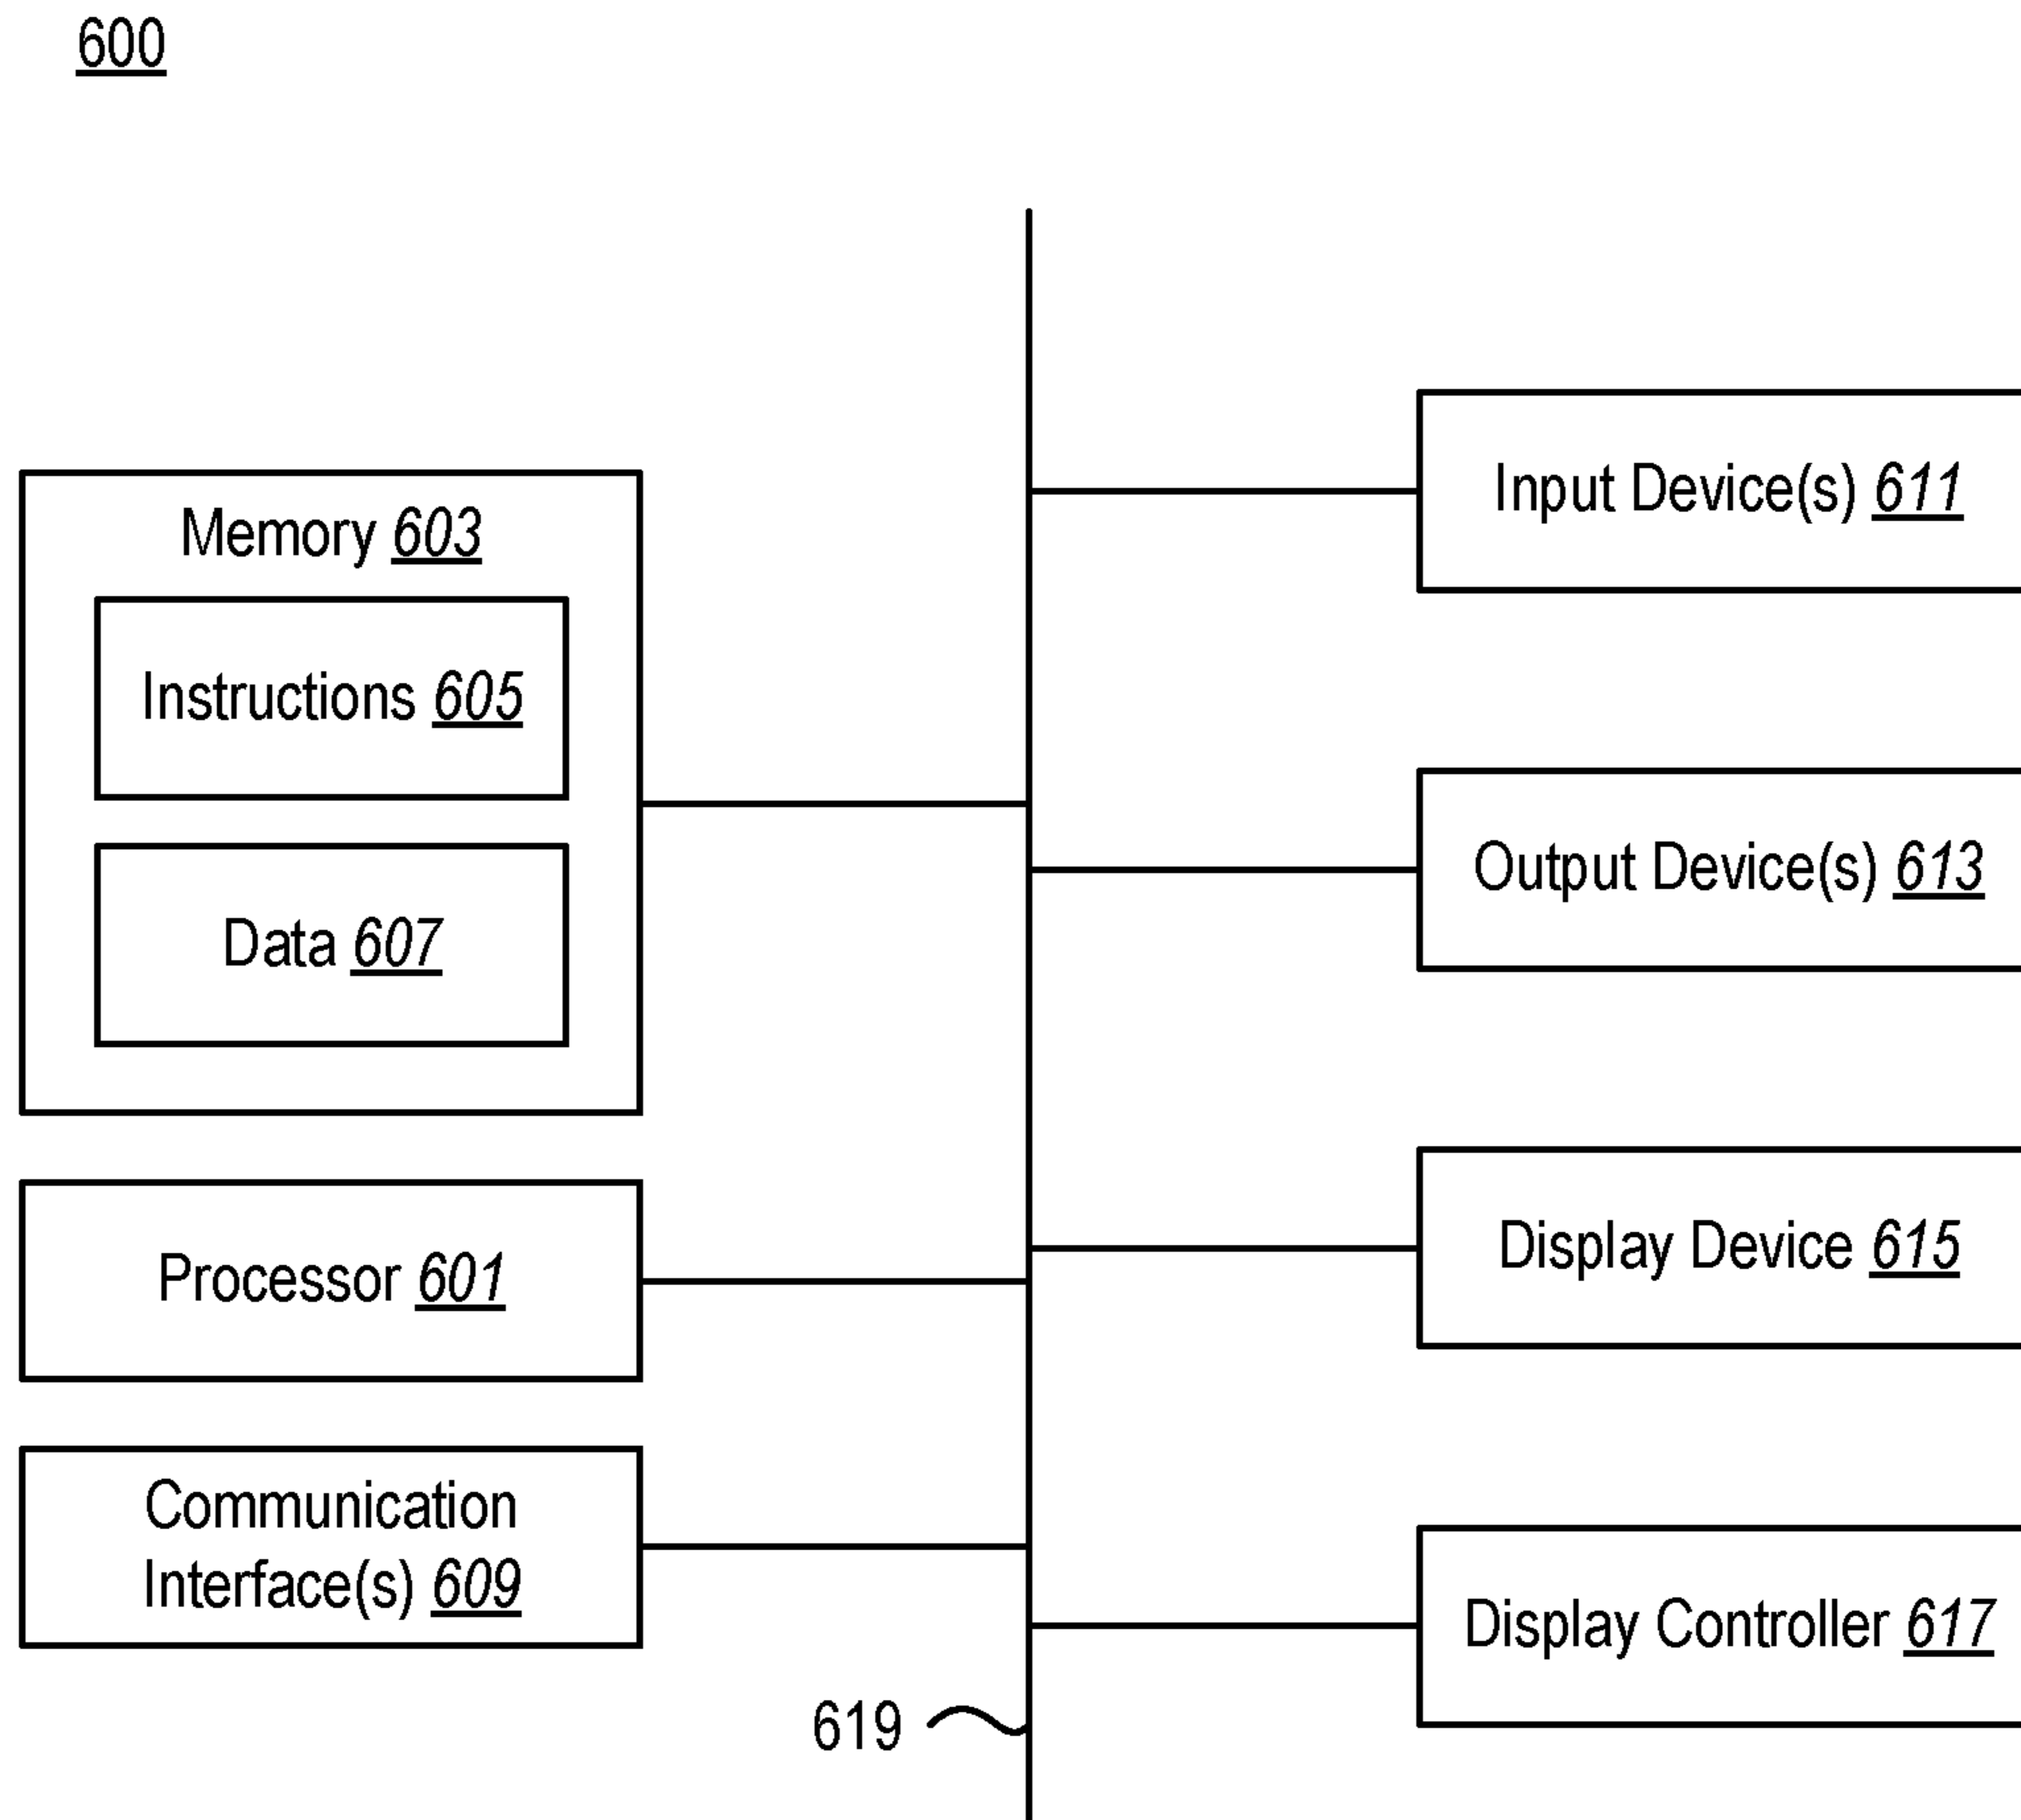 600
Memory 603
Instructions 605
Data 607
Processor 601
Communication
Interface(s) 609
Input Device(s) 611
Output Device(s) 613
Display Device 615
Display Controller 617
619